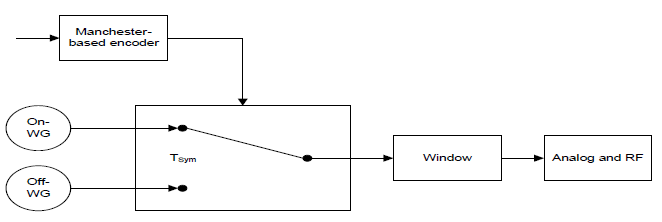 Manchester-
based encoder
On-
WG
TSym
Off-
WG
Window
Analog and RF